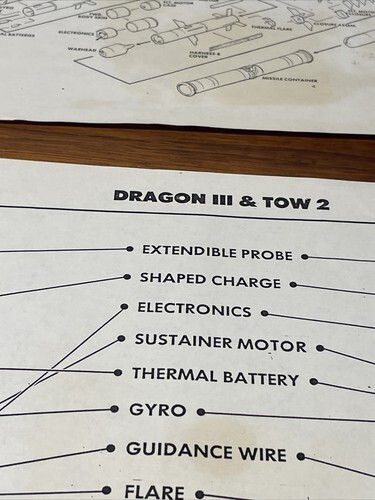 ELECTRONICS
WARHEAD
THERMAL FLARE
HARNESS &
COVER
MISSILE CONTAINER
DRAGON III & TOW 2
EXTENDIBLE PROBE
SHAPED CHARGE
ELECTRONICS
SUSTAINER MOTOR
THERMAL BATTERY
GYRO
GUIDANCE WIRE
FLARE